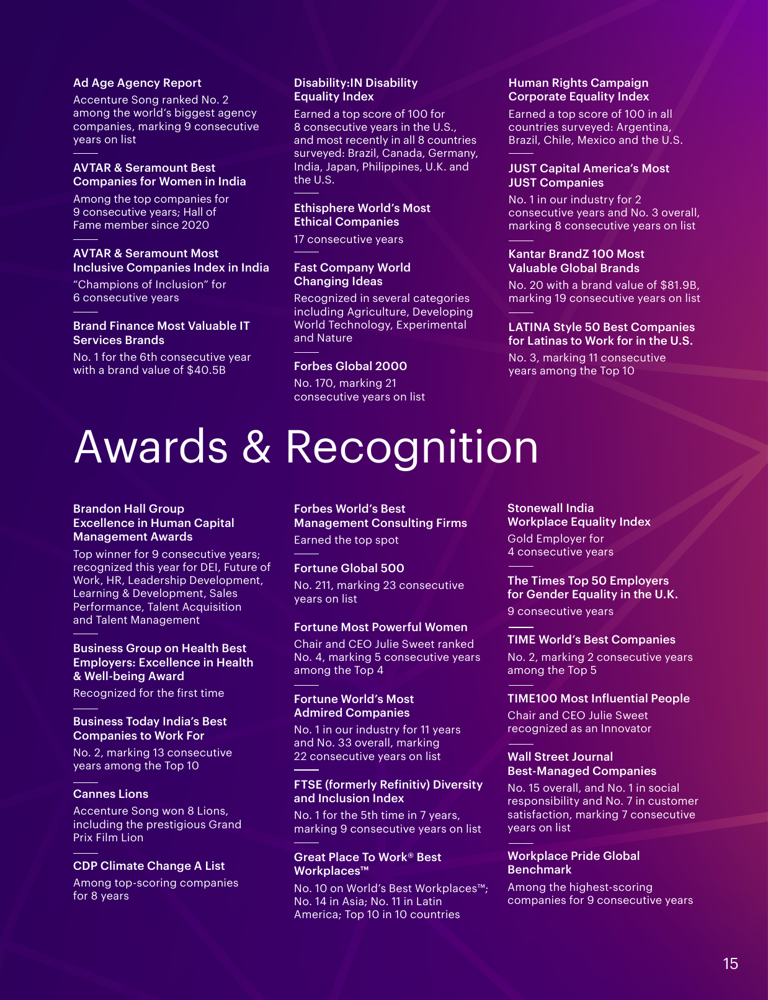 Ad Age Agency Report
Accenture Song ranked No. 2
among the world's biggest agency
companies, marking 9 consecutive
years on list
AVTAR & Seramount Best
Companies for Women in India
Among the top companies for
9 consecutive years; Hall of
Fame member since 2020
AVTAR & Seramount Most
Inclusive Companies Index in India
“Champions of Inclusion” for
6 consecutive years
Brand Finance Most Valuable IT
Services Brands
No. 1 for the 6th consecutive year
with a brand value of $40.5B
Disability:IN Disability
Equality Index
Earned a top score of 100 for
8 consecutive years in the U.S.,
and most recently in all 8 countries
surveyed: Brazil, Canada, Germany,
India, Japan, Philippines, U.K. and
the U.S.
Ethisphere World's Most
Ethical Companies
17 consecutive years
Fast Company World
Changing Ideas
Recognized in several categories
including Agriculture, Developing
World Technology, Experimental
and Nature
Forbes Global 2000
No. 170, marking 21
consecutive years on list
Human Rights Campaign
Corporate Equality Index
Earned a top score of 100 in all
countries surveyed: Argentina,
Brazil, Chile, Mexico and the U.S.
JUST Capital America's Most
JUST Companies
No. 1 in our industry for 2
consecutive years and No. 3 overall,
marking 8 consecutive years on list
Kantar BrandZ 100 Most
Valuable Global Brands
No. 20 with a brand value of $81.9B,
marking 19 consecutive years on list
LATINA Style 50 Best Companies
for Latinas to Work for in the U.S.
No. 3, marking 11 consecutive
years among the Top 10
Awards & Recognition
Brandon Hall Group
Excellence in Human Capital
Management Awards
Top winner for 9 consecutive years;
recognized this year for DEI, Future of
Work, HR, Leadership Development,
Learning & Development, Sales
Performance, Talent Acquisition
and Talent Management
Business Group on Health Best
Employers: Excellence in Health
& Well-being Award
Recognized for the first time
Business Today India's Best
Companies to Work For
No. 2, marking 13 consecutive
years among the Top 10
Cannes Lions
Accenture Song won 8 Lions,
including the prestigious Grand
Prix Film Lion
CDP Climate Change A List
Among top-scoring companies
for 8 years
Forbes World's Best
Management Consulting Firms
Earned the top spot
Fortune Global 500
No. 211, marking 23 consecutive
years on list
Fortune Most Powerful Women
Chair and CEO Julie Sweet ranked
No. 4, marking 5 consecutive years
among the Top 4
Fortune World's Most
Admired Companies
No. 1 in our industry for 11 years
and No. 33 overall, marking
22 consecutive years on list
FTSE (formerly Refinitiv) Diversity
and Inclusion Index
No. 1 for the 5th time in 7 years,
marking 9 consecutive years on list
Great Place To Work® Best
Workplaces™
No. 10 on World's Best Workplaces™;
No. 14 in Asia; No. 11 in Latin
America; Top 10 in 10 countries
Stonewall India
Workplace Equality Index
Gold Employer for
4 consecutive years
The Times Top 50 Employers
for Gender Equality in the U.K.
9 consecutive years
TIME World's Best Companies
No. 2, marking 2 consecutive years
among the Top 5
TIME100 Most Influential People
Chair and CEO Julie Sweet
recognized as an Innovator
Wall Street Journal
Best-Managed Companies
No. 15 overall, and No. 1 in social
responsibility and No. 7 in customer
satisfaction, marking 7 consecutive
years on list
Workplace Pride Global
Benchmark
Among the highest-scoring
companies for 9 consecutive years
15